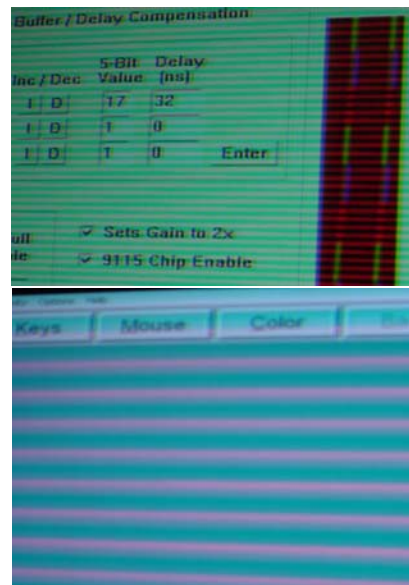 Buffer / Delay Compensation
5-Bit Delay
Inc / Dec Value (ns)
I D 17 32
I D 1 0
I D 1 0 Enter
Sets Gain to 2x
9115 Chip Enable
Keys Mouse Color